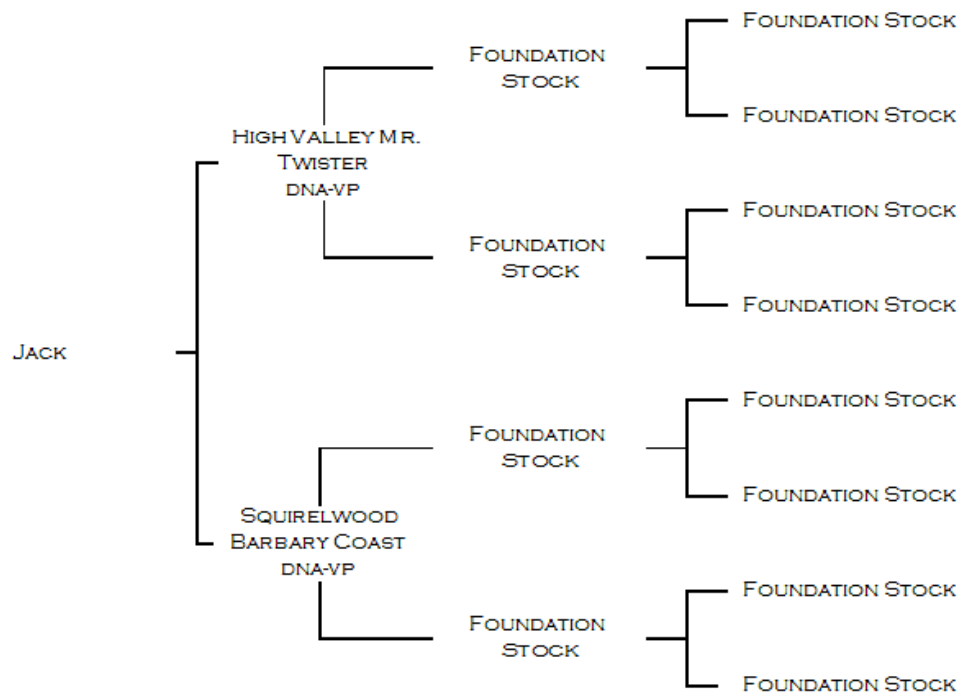 Foundation Stock
Foundation
Stock
Foundation Stock
High Valley Mr.
Twister
DNA-VP
Foundation Stock
Foundation
Stock
Foundation Stock
Jack
Foundation Stock
Foundation
Stock
Foundation Stock
Squirelwood
Barbary Coast
DNA-VP
Foundation Stock
Foundation
Stock
Foundation Stock